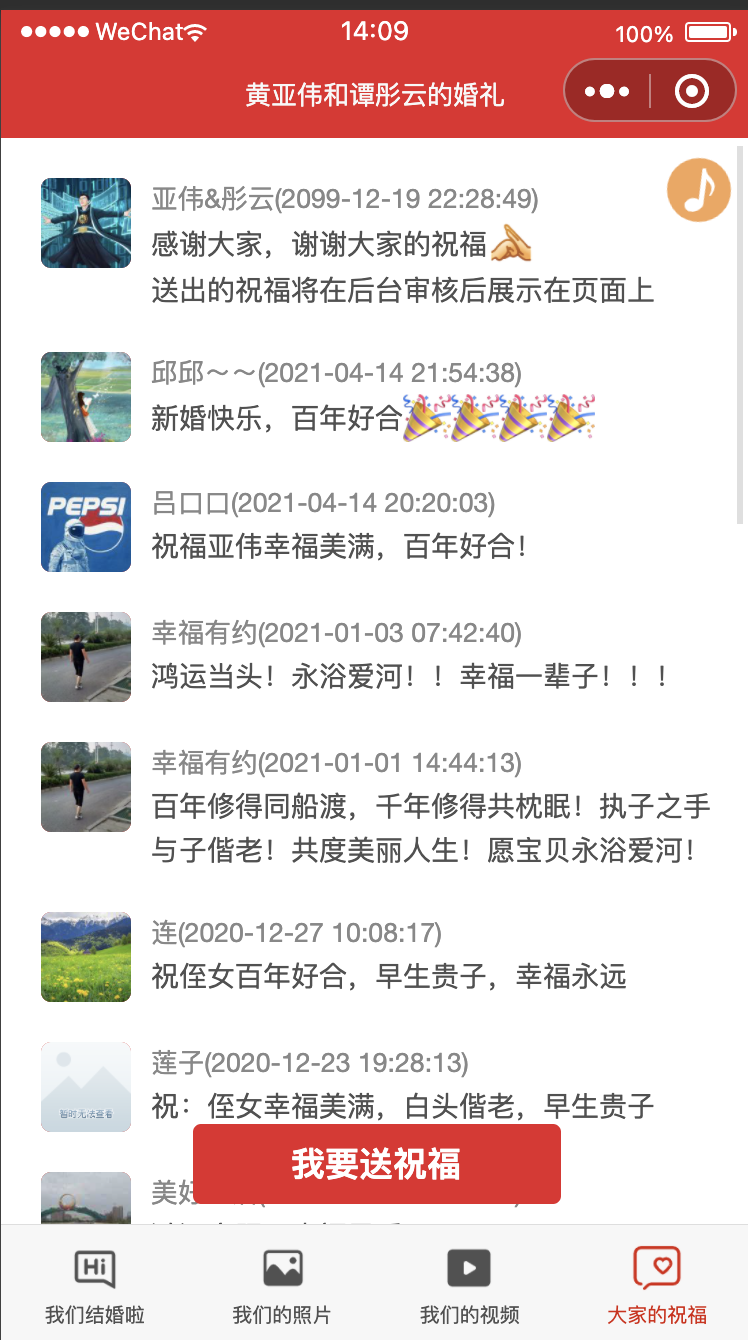 WeChat 14:09 100%
黄亚伟和谭彤云的婚礼
亚伟&彤云(2099-12-19 22:28:49)
感谢大家，谢谢大家的祝福
送出的祝福将在后台审核后展示在页面上
邱邱～～(2021-04-14 21:54:38)
新婚快乐，百年好合🎉🎉🎉🎉
PEPSI
吕口口(2021-04-14 20:20:03)
祝福亚伟幸福美满，百年好合！
幸福有约(2021-01-03 07:42:40)
鸿运当头！永浴爱河！！幸福一辈子！！！
幸福有约(2021-01-01 14:44:13)
百年修得同船渡，千年修得共枕眠！执子之手
与子偕老！共度美丽人生！愿宝贝永浴爱河！
连(2020-12-27 10:08:17)
祝侄女百年好合，早生贵子，幸福永远
莲子(2020-12-23 19:28:13)
暂时无法查看
祝：侄女幸福美满，白头偕老，早生贵子
我要送祝福
美好
Hi
我们结婚啦 我们的照片 我们的视频 大家的祝福